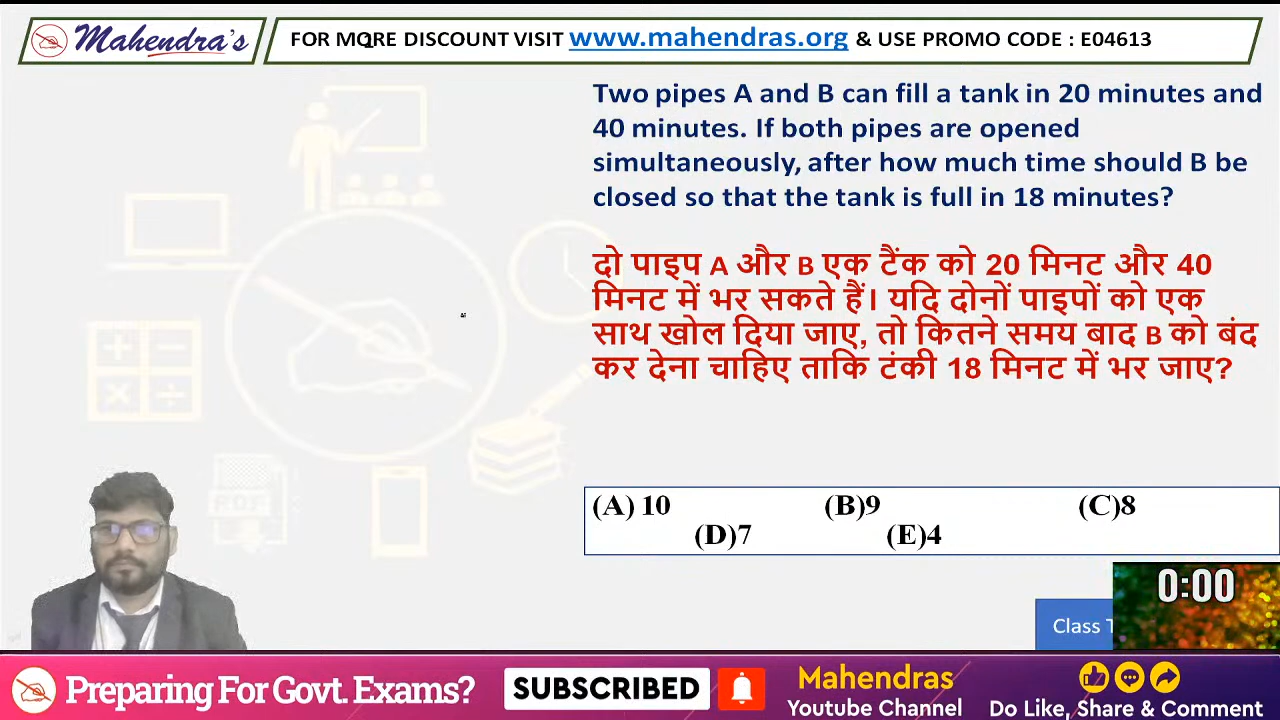 Mahendra's
FOR MORE DISCOUNT VISIT www.mahendras.org & USE PROMO CODE : E04613
Two pipes A and B can fill a tank in 20 minutes and
40 minutes. If both pipes are opened
simultaneously, after how much time should B be
closed so that the tank is full in 18 minutes?
दो पाइप A और B एक टैंक को 20 मिनट और 40
मिनट में भर सकते हैं। यदि दोनों पाइपों को एक
साथ खोल दिया जाए, तो कितने समय बाद B को बंद
कर देना चाहिए ताकि टंकी 18 मिनट में भर जाए?
(A) 10 (B)9 (C)8
(D)7 (E)4
0:00
Class T
Preparing For Govt. Exams?
SUBSCRIBED
Mahendras
Youtube Channel
Do Like, Share & Comment